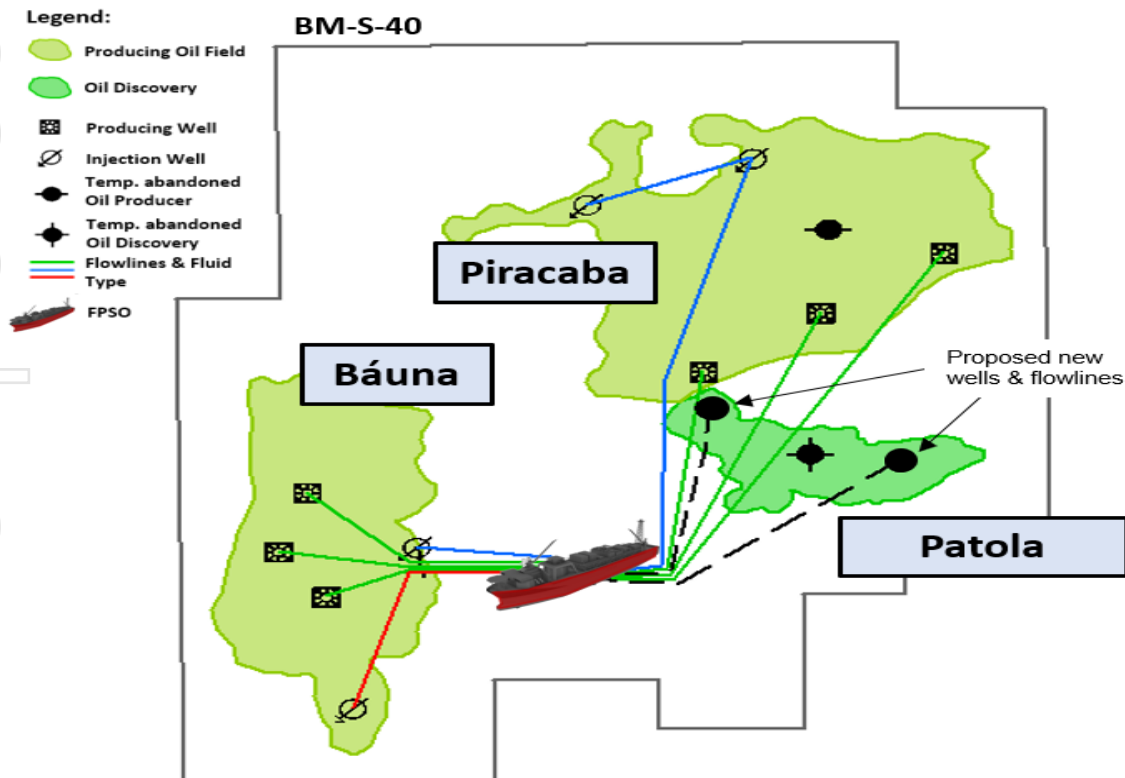 Legend:
BM-S-40
Producing Oil Field
Oil Discovery
Producing Well
Injection Well
Temp. abandoned
Oil Producer
Temp. abandoned
Oil Discovery
Flowlines & Fluid
Type
FPSO
Piracaba
Báuna
Proposed new
wells & flowlines
Patola